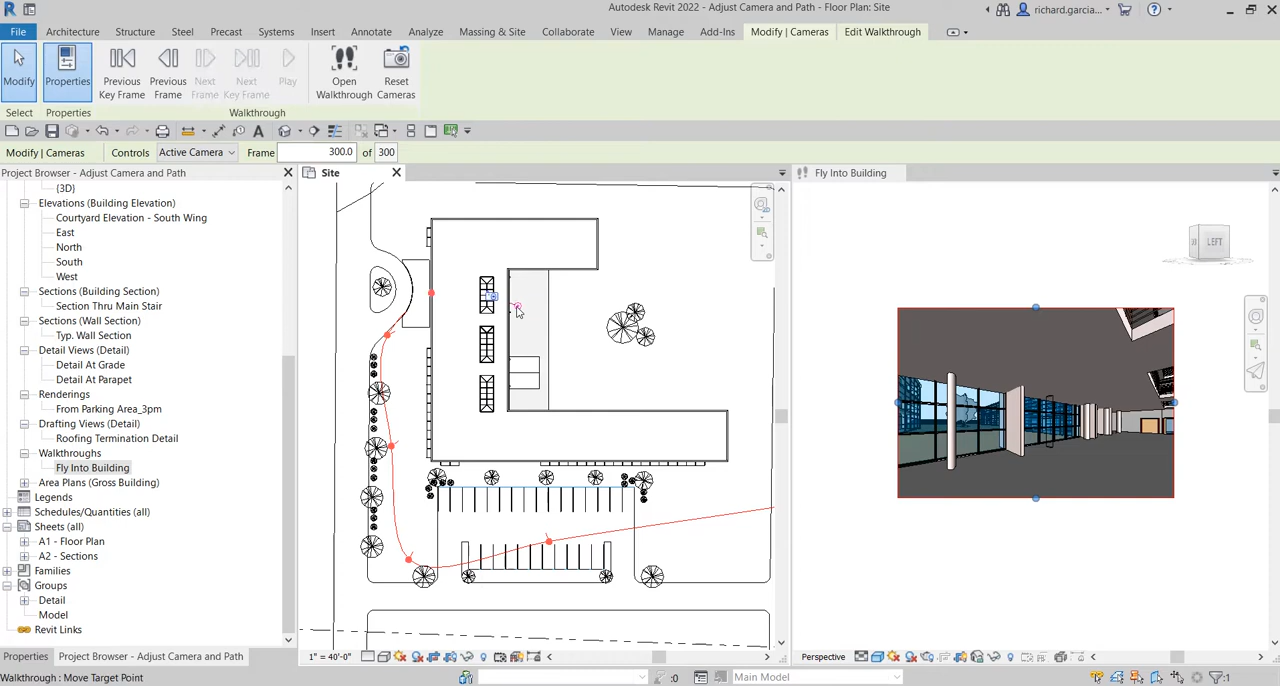 Autodesk Revit 2022 - Adjust Camera and Path - Floor Plan: Site
richard.garcia...
File Architecture Structure Steel Precast Systems Insert Annotate Analyze Massing & Site Collaborate View Manage Add-Ins Modify | Cameras Edit Walkthrough
Modify Properties Previous Key Frame Previous Frame Next Frame Next Key Frame Play Open Walkthrough Reset Cameras
Select Properties Walkthrough
Modify | Cameras Controls Active Camera Frame 300.0 of 300
Project Browser - Adjust Camera and Path
Site
Fly Into Building
{3D}
Elevations (Building Elevation)
Courtyard Elevation - South Wing
East
North
South
West
Sections (Building Section)
Section Thru Main Stair
Sections (Wall Section)
Typ. Wall Section
Detail Views (Detail)
Detail At Grade
Detail At Parapet
Renderings
From Parking Area_3pm
Drafting Views (Detail)
Roofing Termination Detail
Walkthroughs
Fly Into Building
Area Plans (Gross Building)
Legends
Schedules/Quantities (all)
Sheets (all)
A1 - Floor Plan
A2 - Sections
Families
Groups
Detail
Model
Revit Links
LEFT
Properties Project Browser - Adjust Camera and Path
1" = 40'-0"
Perspective
Walkthrough : Move Target Point
:0
Main Model
:1